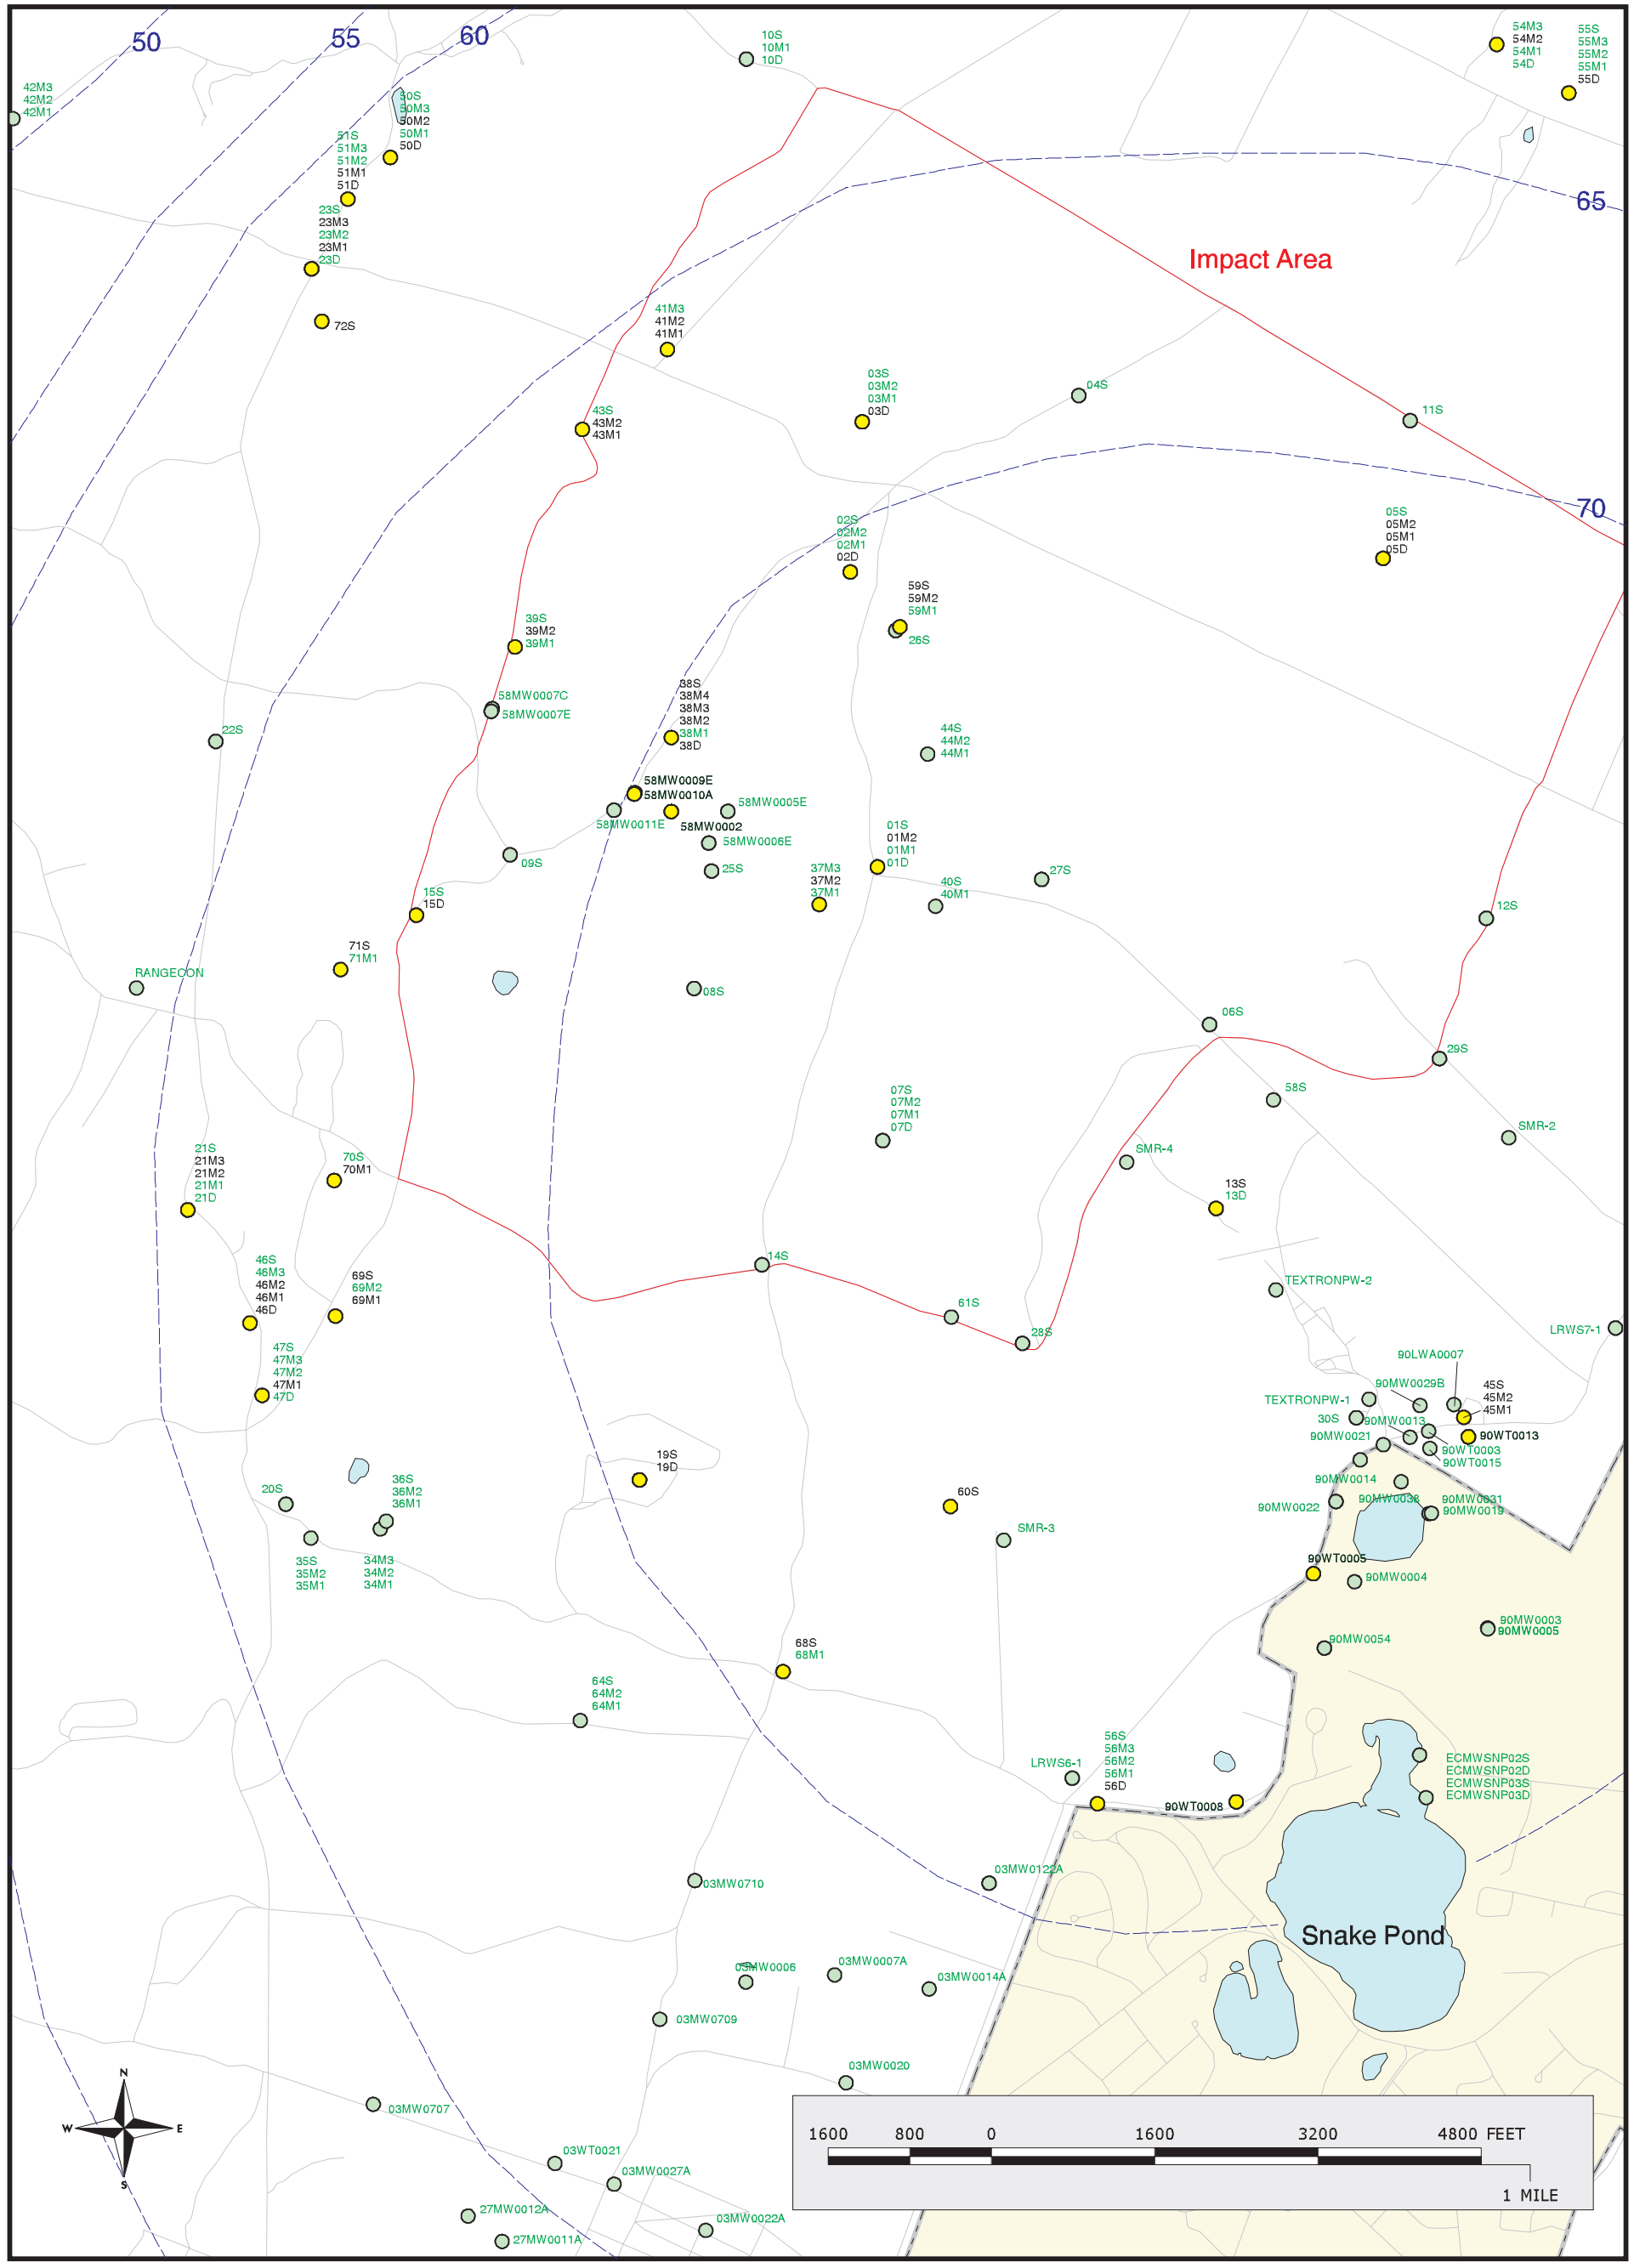 50
55
60
10S
10M1
10D
54M3
54M2
54M1
54D
55S
55M3
55M2
55M1
55D
42M3
42M2
42M1
50S
50M3
50M2
50M1
50D
51S
51M3
51M2
51M1
51D
65
23S
23M3
23M2
23M1
23D
Impact Area
72S
41M3
41M2
41M1
03S
03M2
03M1
03D
04S
11S
43S
43M2
43M1
70
02S
02M2
02M1
02D
05S
05M2
05M1
05D
59S
59M2
59M1
26S
39S
39M2
39M1
58MW0007C
58MW0007E
38S
38M4
38M3
38M2
38M1
38D
22S
44S
44M2
44M1
58MW0009E
58MW0010A
58MW0005E
58MW0011E
58MW0002
58MW0006E
01S
01M2
01M1
01D
09S
25S
37M3
37M2
37M1
27S
40S
40M1
15S
15D
12S
71S
71M1
RANGECON
08S
06S
29S
58S
07S
07M2
07M1
07D
SMR-2
SMR-4
21S
21M3
21M2
21M1
21D
70S
70M1
13S
13D
14S
46S
46M3
46M2
46M1
46D
69S
69M2
69M1
TEXTRONPW-2
61S
28S
LRWS7-1
47S
47M3
47M2
47M1
47D
90LWA0007
90MW0029B
45S
45M2
45M1
TEXTRONPW-1
30S
90MW0013
90MW0021
90WT0013
90WT0003
90WT0015
19S
19D
90MW0014
20S
36S
36M2
36M1
60S
90MW0022
90MW0038
90MW0031
90MW0019
SMR-3
35S
35M2
35M1
34M3
34M2
34M1
90WT0005
90MW0004
90MW0003
90MW0005
90MW0054
68S
68M1
64S
64M2
64M1
56S
56M3
56M2
56M1
56D
LRWS6-1
90WT0008
ECMWSNP02S
ECMWSNP02D
ECMWSNP03S
ECMWSNP03D
03MW0122A
03MW0710
Snake Pond
03MW0006
03MW0007A
03MW0014A
03MW0709
03MW0020
N
W
E
S
03MW0707
1600 800 0 1600 3200 4800 FEET
1 MILE
03WT0021
03MW0027A
27MW0012A
03MW0022A
27MW0011A